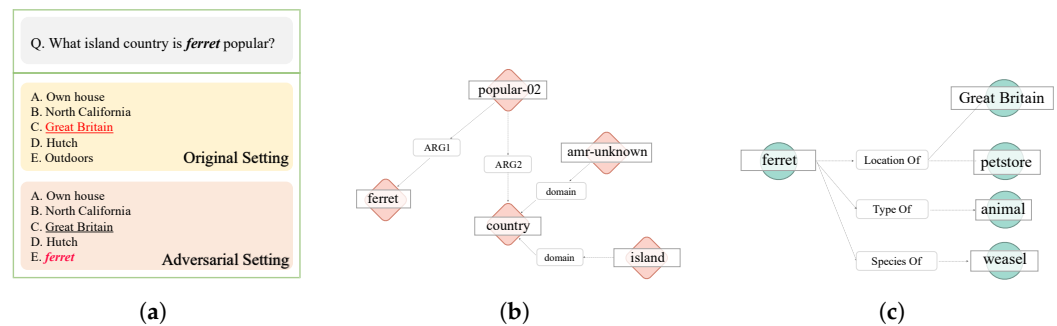 Q. What island country is ferret popular?
A. Own house
B. North California
C. Great Britain
D. Hutch
E. Outdoors
Original Setting
A. Own house
B. North California
C. Great Britain
D. Hutch
E. ferret
Adversarial Setting
(a)
popular-02
ARG1
ARG2
amr-unknown
domain
ferret
country
domain
island
(b)
Great Britain
ferret
Location Of
petstore
Type Of
animal
Species Of
weasel
(c)